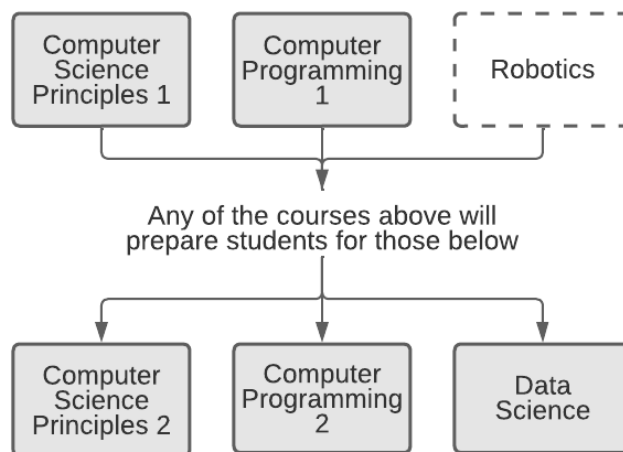 Computer
Science
Principles 1
Computer
Programming
1
Robotics
Any of the courses above will
prepare students for those below
Computer
Science
Principles 2
Computer
Programming
2
Data
Science